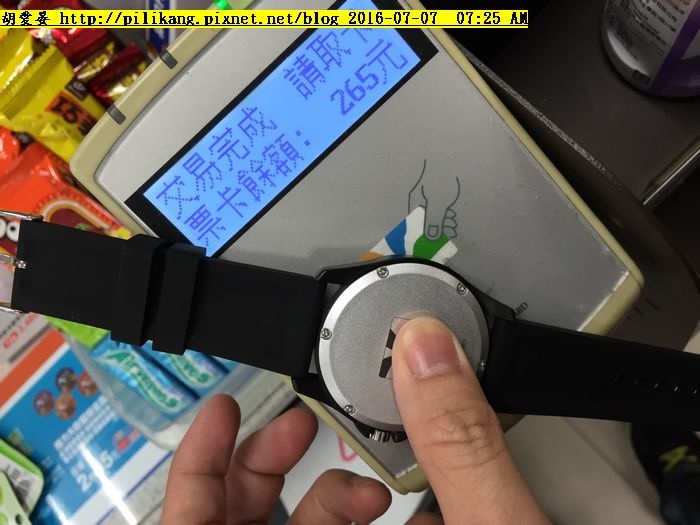 胡愛晏 http://pilikang.pixnet.net/blog 2016-07-07 07:25 AM
交易完成 請取卡
票卡餘額: 265元
Airwaves